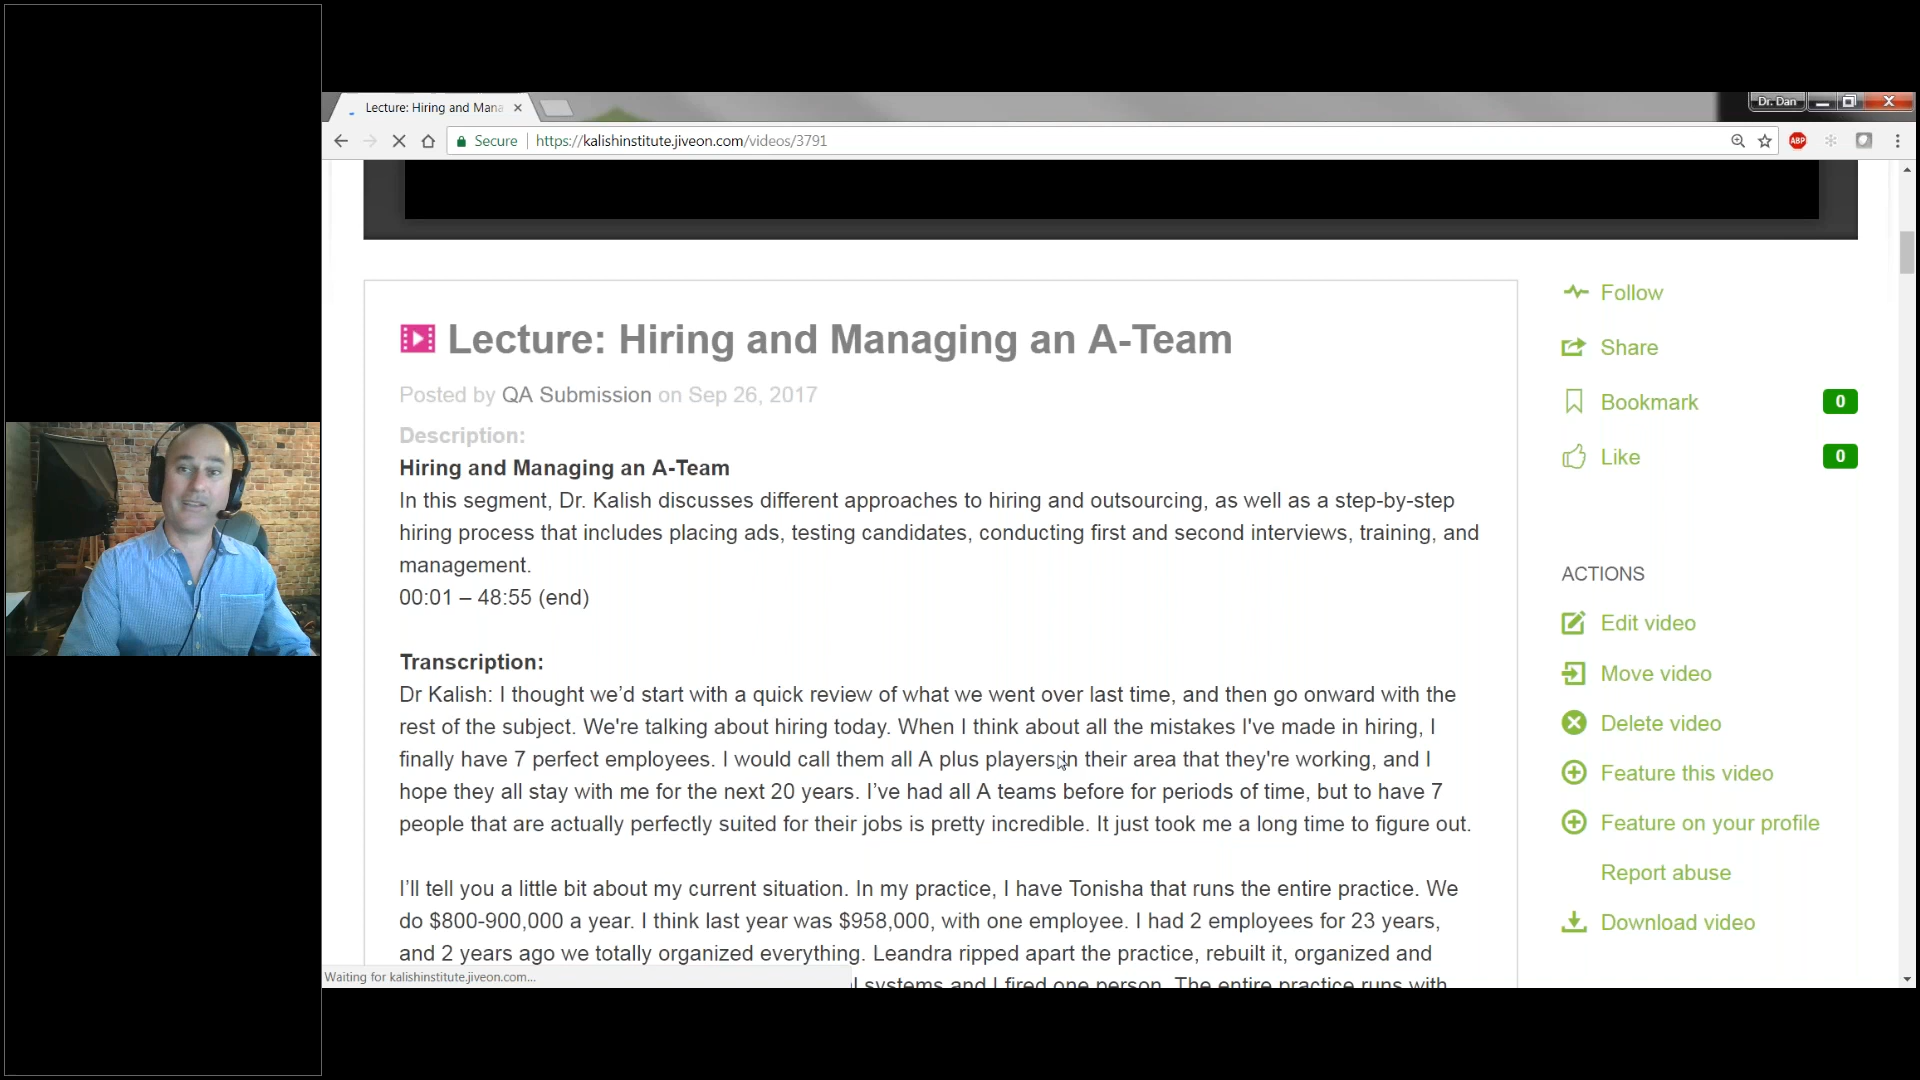 Lecture: Hiring and Mana
Dr. Dan
Secure
https://kalishinstitute.jiveon.com/videos/3791
ABP
Lecture: Hiring and Managing an A-Team
Posted by QA Submission on Sep 26, 2017
Description:
Hiring and Managing an A-Team
In this segment, Dr. Kalish discusses different approaches to hiring and outsourcing, as well as a step-by-step
hiring process that includes placing ads, testing candidates, conducting first and second interviews, training, and
management.
00:01 – 48:55 (end)
Transcription:
Dr Kalish: I thought we’d start with a quick review of what we went over last time, and then go onward with the
rest of the subject. We're talking about hiring today. When I think about all the mistakes I've made in hiring, I
finally have 7 perfect employees. I would call them all A plus players in their area that they're working, and I
hope they all stay with me for the next 20 years. I’ve had all A teams before for periods of time, but to have 7
people that are actually perfectly suited for their jobs is pretty incredible. It just took me a long time to figure out.
I’ll tell you a little bit about my current situation. In my practice, I have Tonisha that runs the entire practice. We
do $800-900,000 a year. I think last year was $958,000, with one employee. I had 2 employees for 23 years,
and 2 years ago we totally organized everything. Leandra ripped apart the practice, rebuilt it, organized and
systems and I fired one person. The entire practice runs with
Waiting for kalishinstitute.jiveon.com...
Follow
Share
Bookmark
0
Like
0
ACTIONS
Edit video
Move video
Delete video
Feature this video
Feature on your profile
Report abuse
Download video